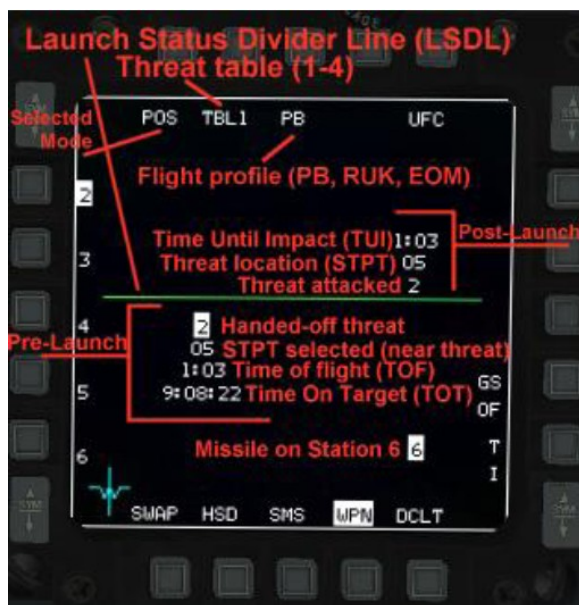 Launch Status Divider Line (LSDL)
Threat table (1-4)
Selected Mode
POS TBL1 PB UFC
Flight profile (PB, RUK, EOM)
2
Time Until Impact (TUI) 1:03
Post-Launch
3
Threat location (STPT) 05
Threat attacked 2
4
2 Handed-off threat
Pre-Launch
05 STPT selected (near threat)
1:03 Time of flight (TOF)
GS
5
9:08:22 Time On Target (TOT)
OF
6
Missile on Station 6 6
T
I
SWAP HSD SMS WPN DCLT